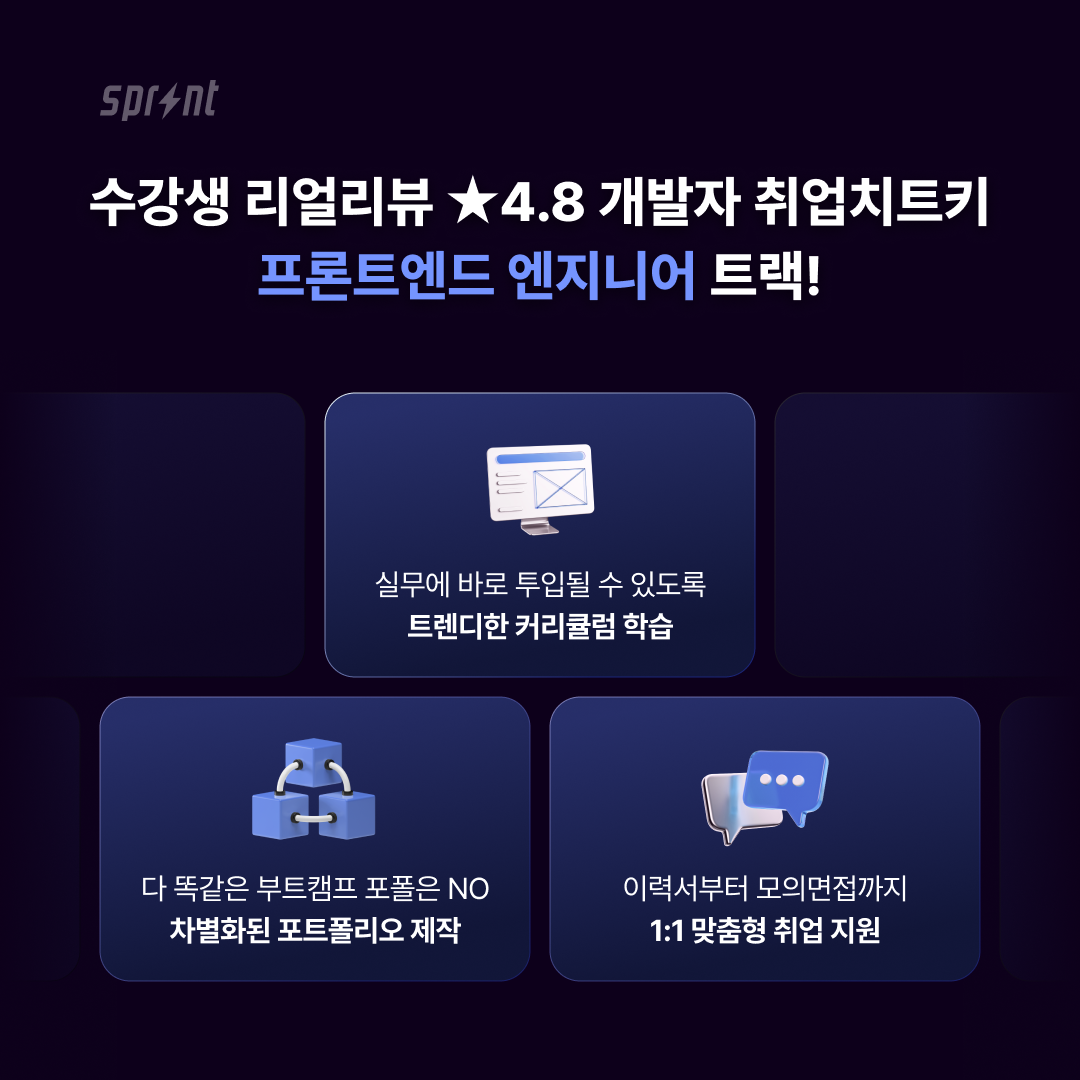 sprint
수강생 리얼리뷰 ★4.8 개발자 취업치트키
프론트엔드 엔지니어 트랙!
실무에 바로 투입될 수 있도록
트렌디한 커리큘럼 학습
다 똑같은 부트캠프 포폴은 NO
차별화된 포트폴리오 제작
이력서부터 모의면접까지
1:1 맞춤형 취업 지원